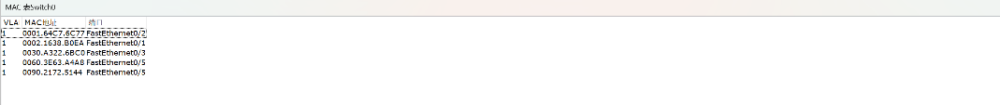 MAC 表Switch0
VLA MAC地址 端口
1 0001.64C7.6C77 FastEthernet0/2
1 0002.1638.B0EA FastEthernet0/1
1 0030.A322.6BC0 FastEthernet0/3
1 0060.3E63.A4A8 FastEthernet0/5
1 0090.2172.5144 FastEthernet0/5